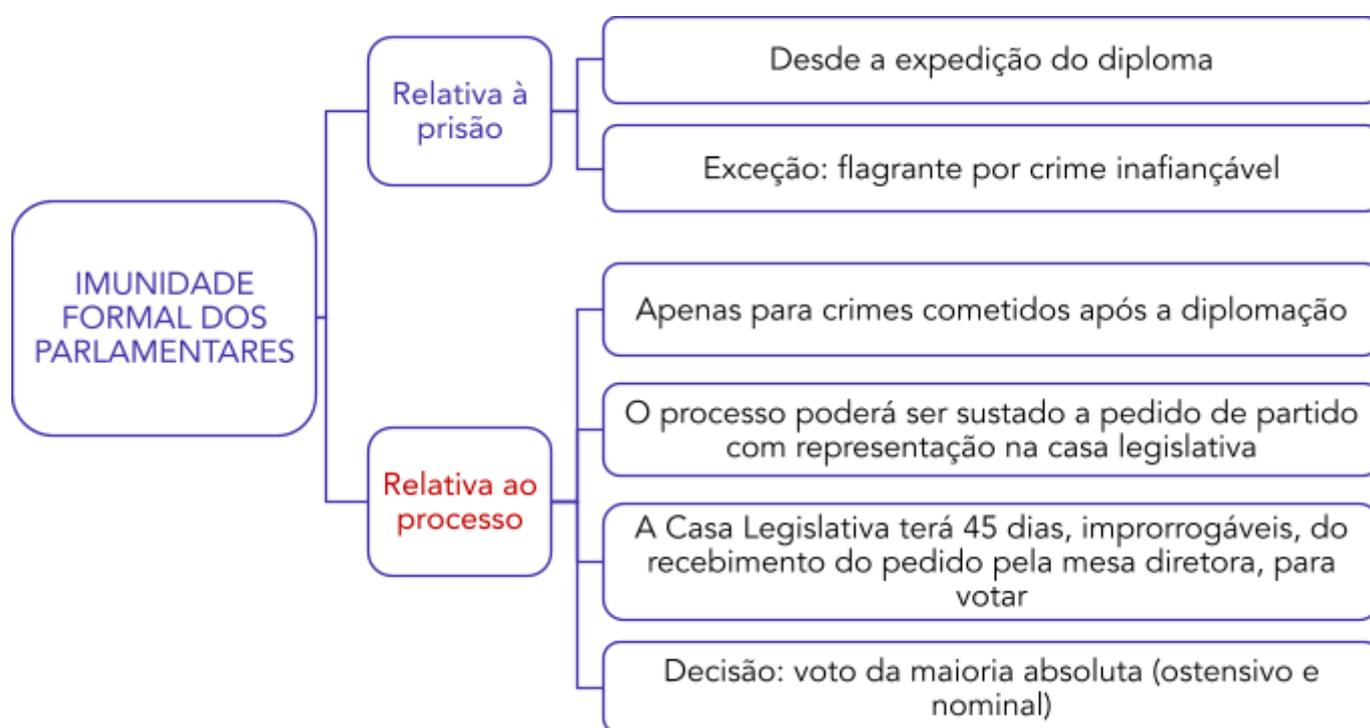 IMUNIDADE
FORMAL DOS
PARLAMENTARES
Relativa à
prisão
Desde a expedição do diploma
Exceção: flagrante por crime inafiançável
Relativa ao
processo
Apenas para crimes cometidos após a diplomação
O processo poderá ser sustado a pedido de partido
com representação na casa legislativa
A Casa Legislativa terá 45 dias, improrrogáveis, do
recebimento do pedido pela mesa diretora, para
votar
Decisão: voto da maioria absoluta (ostensivo e
nominal)